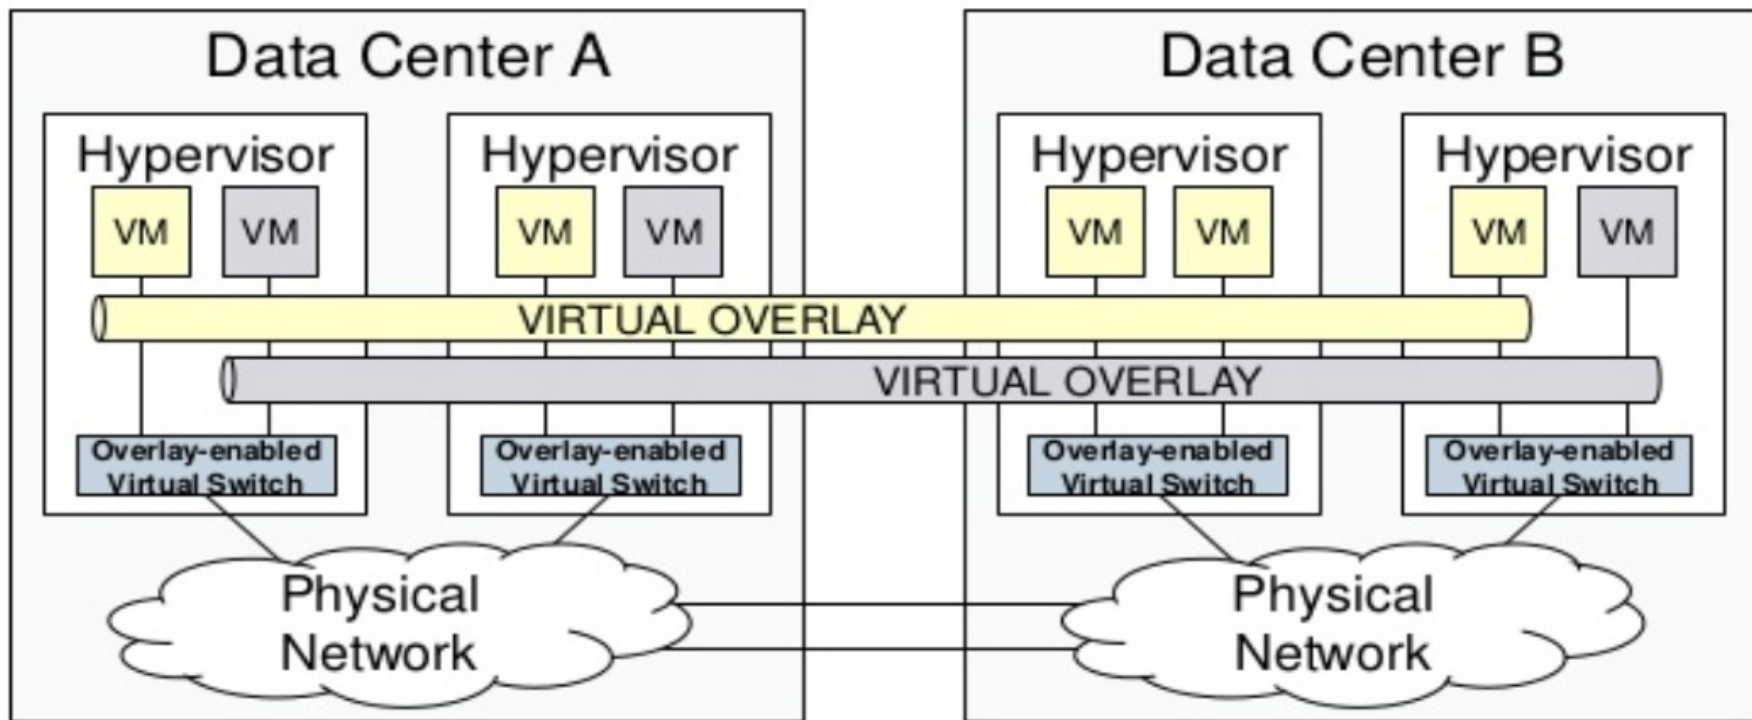 Data Center A
Data Center B
Hypervisor
Hypervisor
Hypervisor
Hypervisor
VM
VM
VM
VM
VM
VM
VM
VM
VIRTUAL OVERLAY
VIRTUAL OVERLAY
Overlay-enabled
Virtual Switch
Overlay-enabled
Virtual Switch
Overlay-enabled
Virtual Switch
Overlay-enabled
Virtual Switch
Physical
Network
Physical
Network